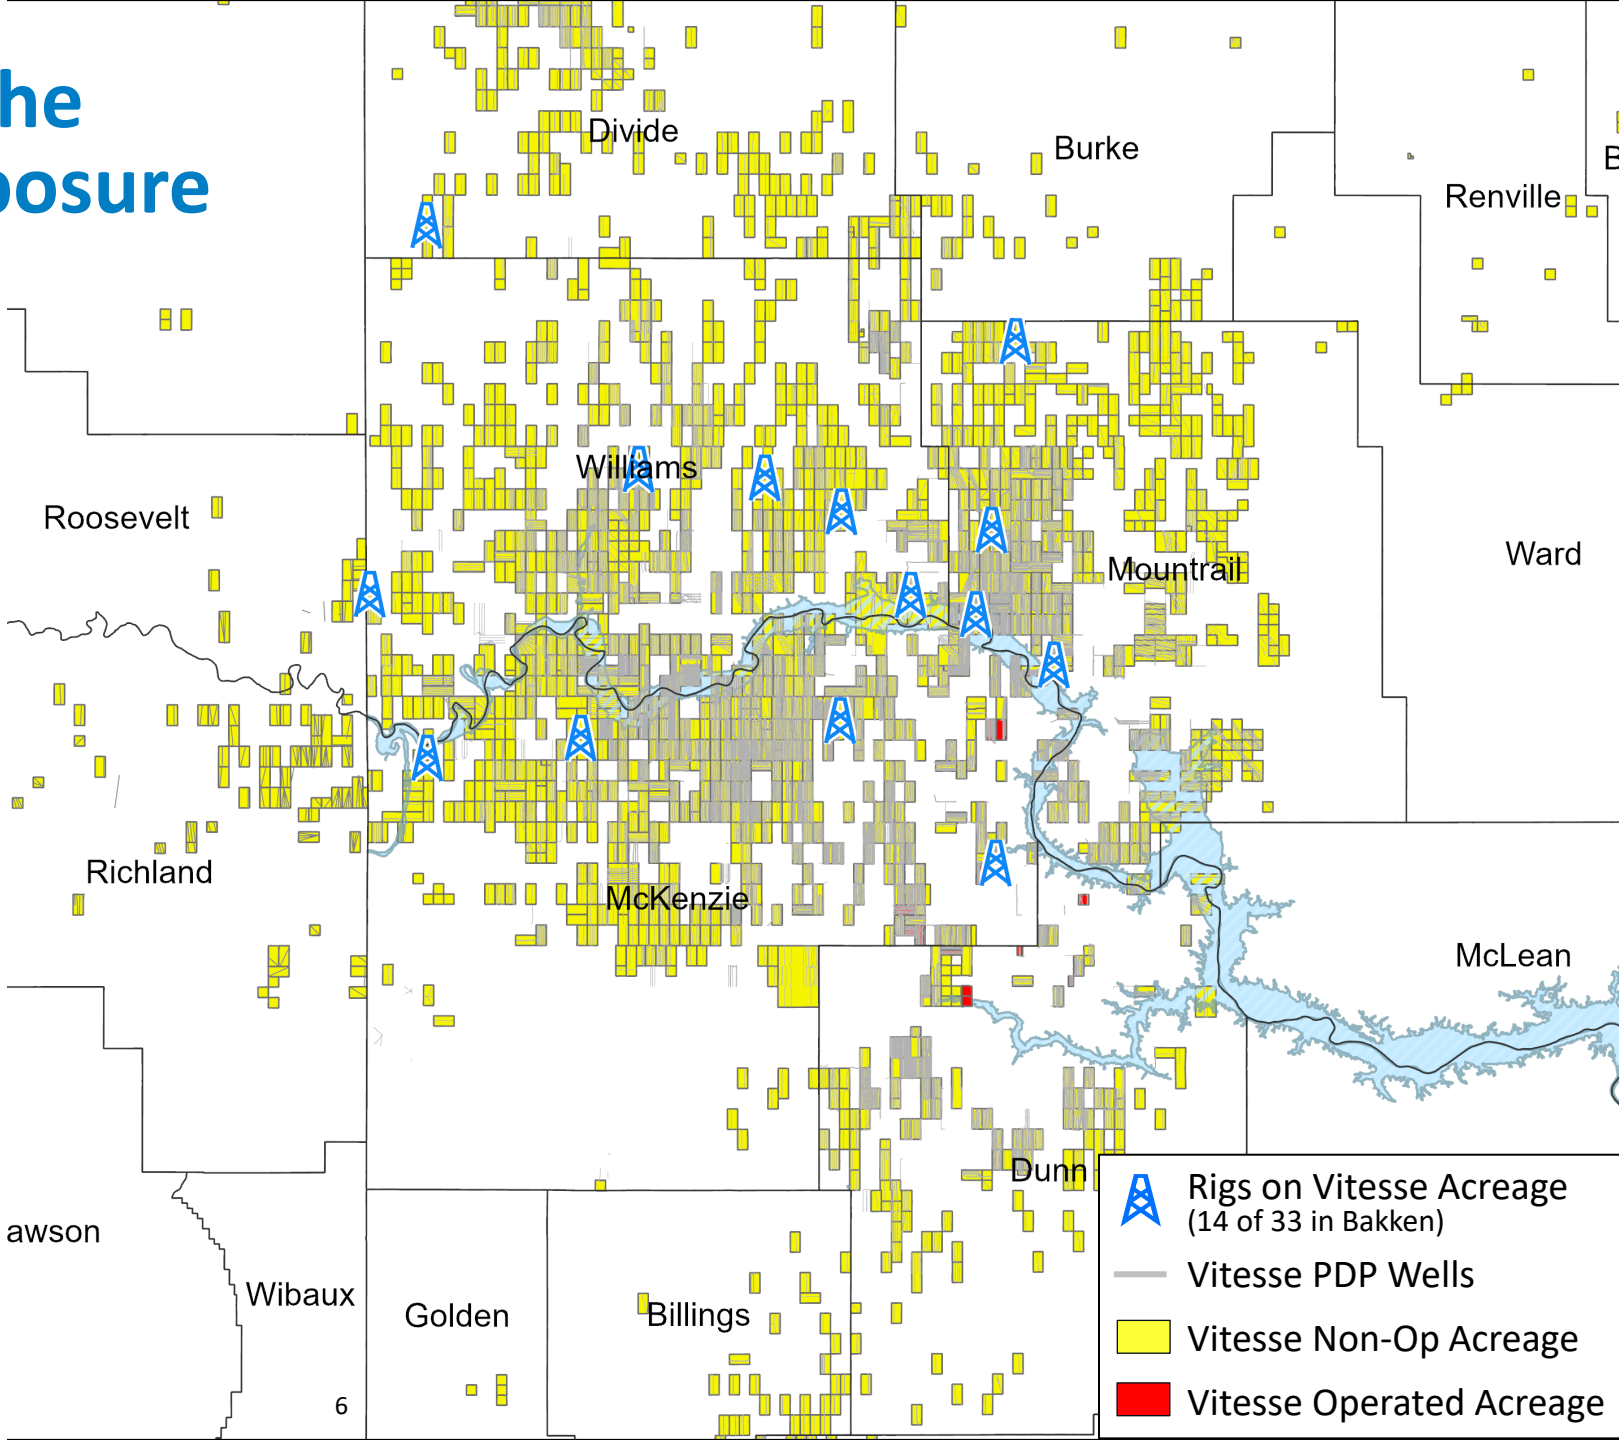 he
posure
Divide
Burke
B
Renville
Williams
Roosevelt
Mountrail
Ward
Richland
McKenzie
McLean
Dunn
awson
Wibaux
Golden
Billings
Rigs on Vitesse Acreage
(14 of 33 in Bakken)
Vitesse PDP Wells
Vitesse Non-Op Acreage
Vitesse Operated Acreage
6